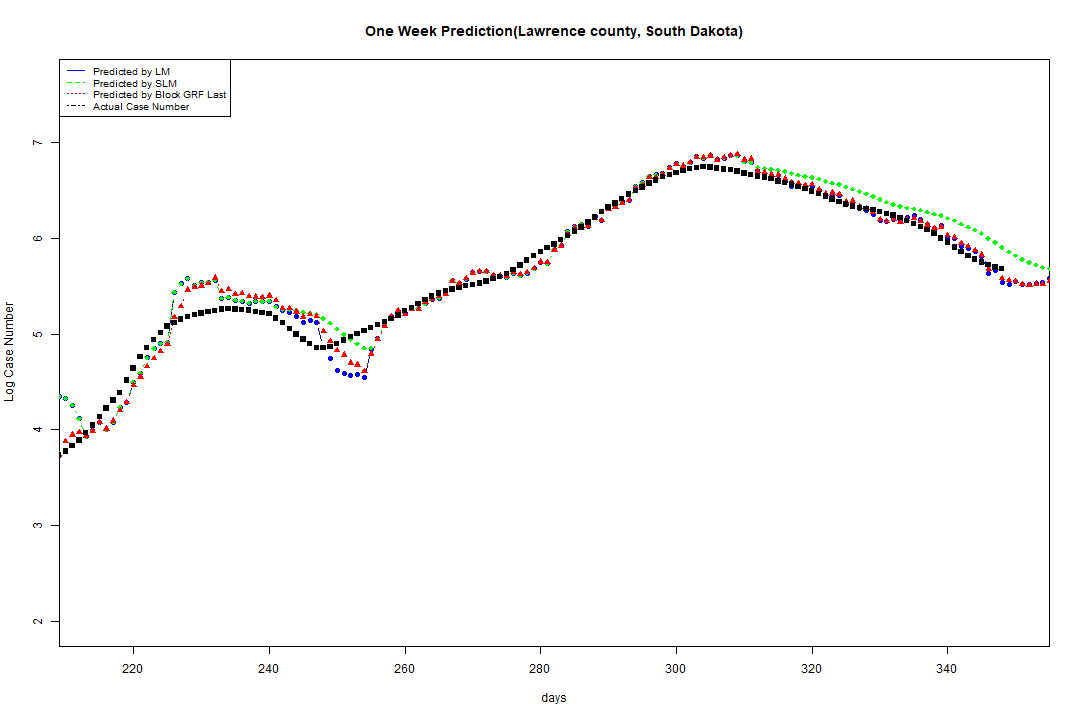 One Week Prediction(Lawrence county, South Dakota)
Predicted by LM
Predicted by SLM
Predicted by Block GRF Last
Actual Case Number
7
6
5
4
3
2
Log Case Number
220 240 260 280 300 320 340
days